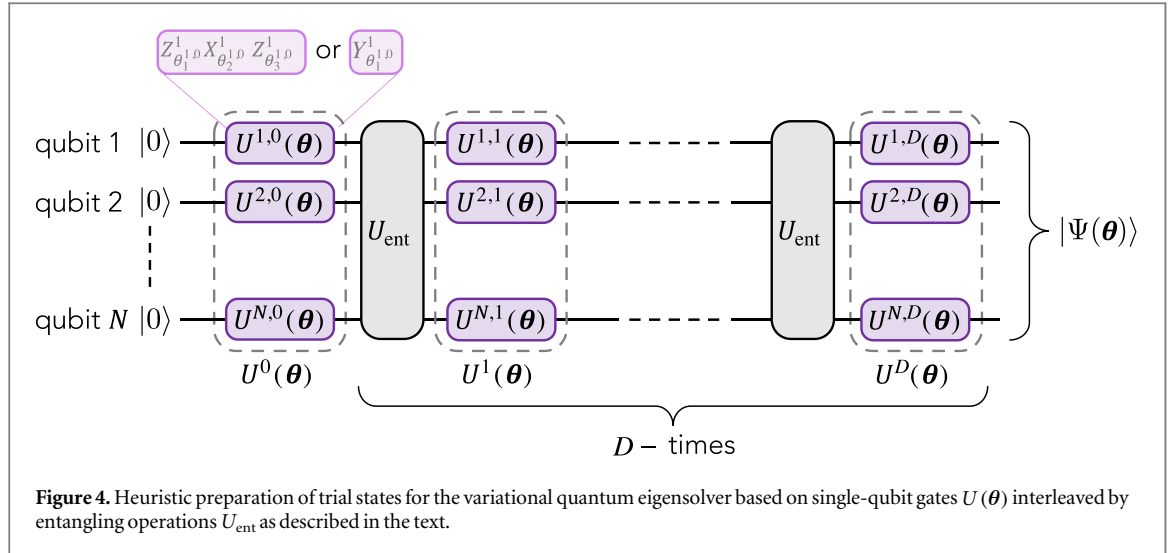 Z^1_{θ_1^{1,0}} X^1_{θ_2^{1,0}} Z^1_{θ_3^{1,0}} or Y^1_{θ_1^{1,0}}
qubit 1 |0⟩ U^{1,0}(θ) U^{1,1}(θ) U^{1,D}(θ)
qubit 2 |0⟩ U^{2,0}(θ) U^{2,1}(θ) U^{2,D}(θ)
U_ent U_ent |Ψ(θ)⟩
qubit N |0⟩ U^{N,0}(θ) U^{N,1}(θ) U^{N,D}(θ)
U^0(θ) U^1(θ) U^D(θ)
D − times
Figure 4. Heuristic preparation of trial states for the variational quantum eigensolver based on single-qubit gates U(θ) interleaved by
entangling operations U_ent as described in the text.